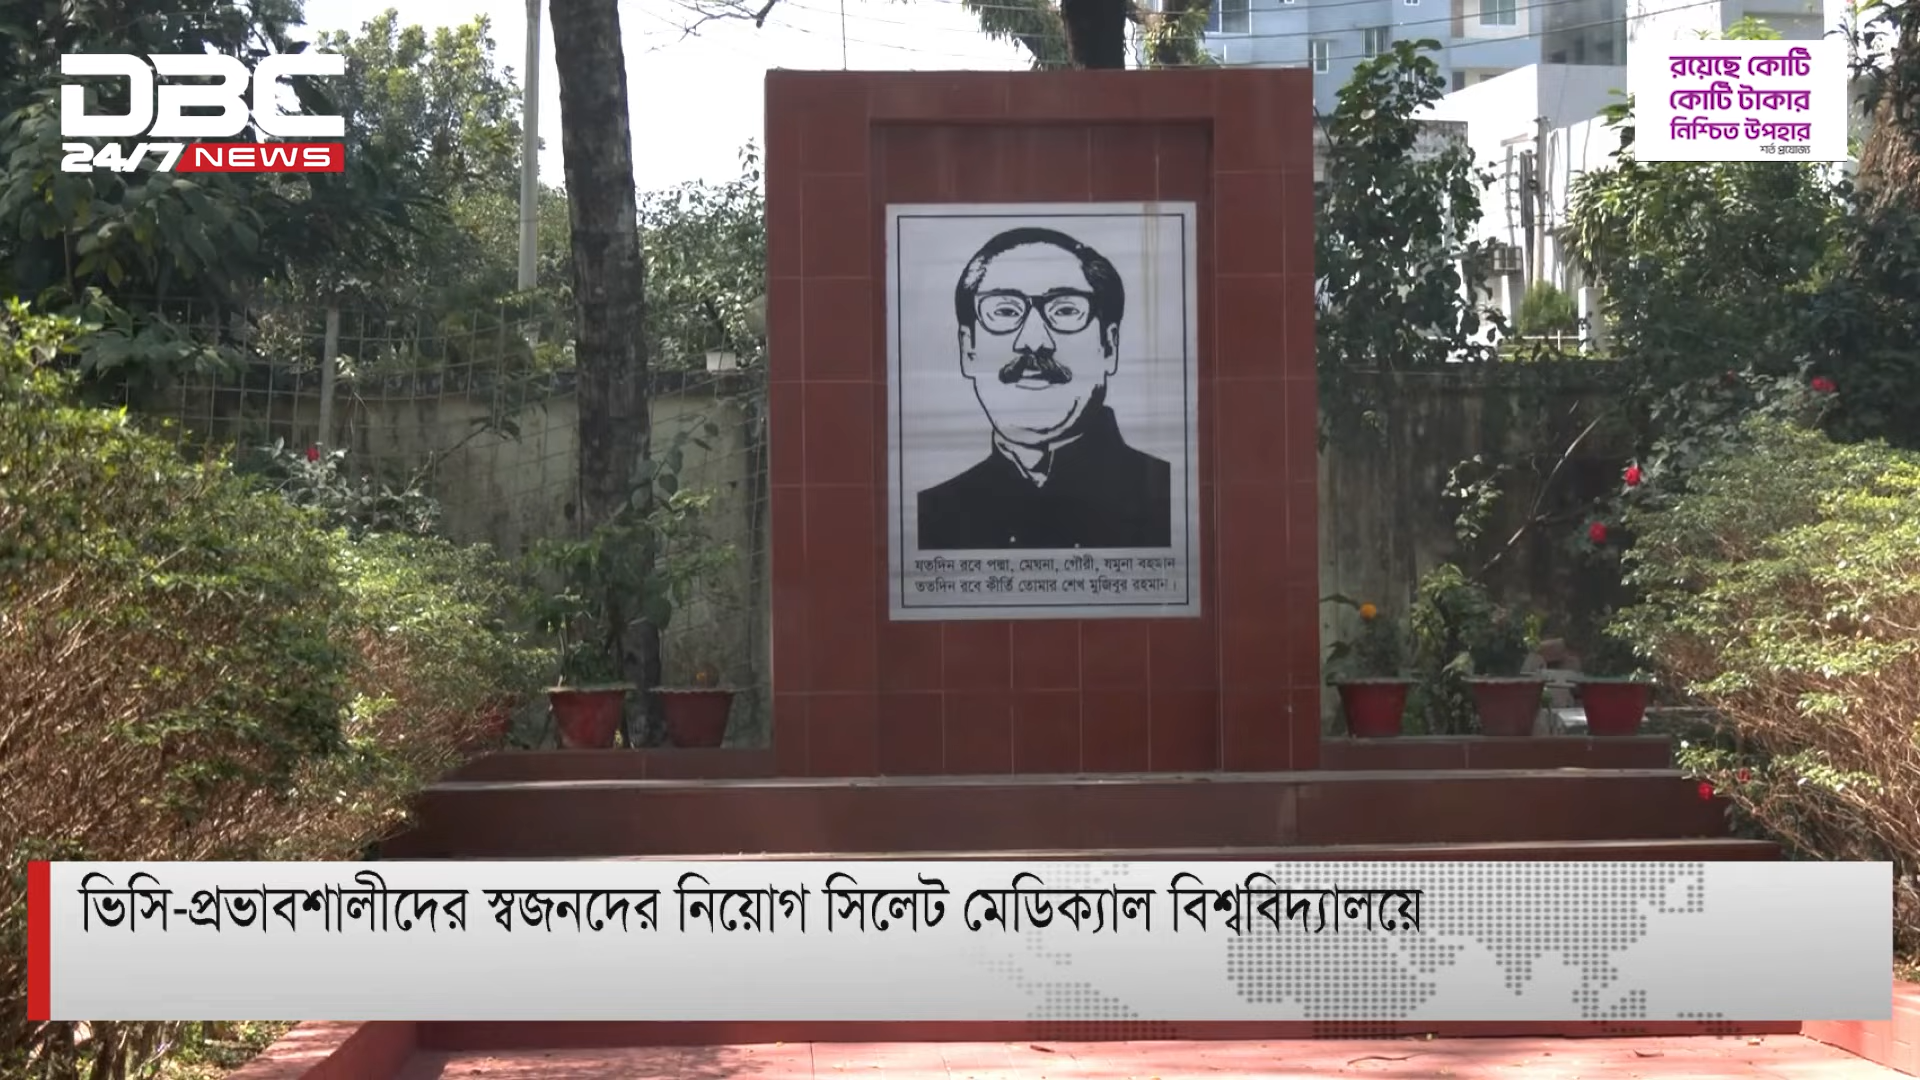 DBC
24/7 NEWS
রয়েছে কোটি
কোটি টাকার
নিশ্চিত উপহার
শর্ত প্রযোজ্য
যতদিন রবে পদ্মা, মেঘনা, গৌরী, যমুনা বহমান
ততদিন রবে কীর্তি তোমার শেখ মুজিবুর রহমান।
ভিসি-প্রভাবশালীদের স্বজনদের নিয়োগ সিলেট মেডিক্যাল বিশ্ববিদ্যালয়ে